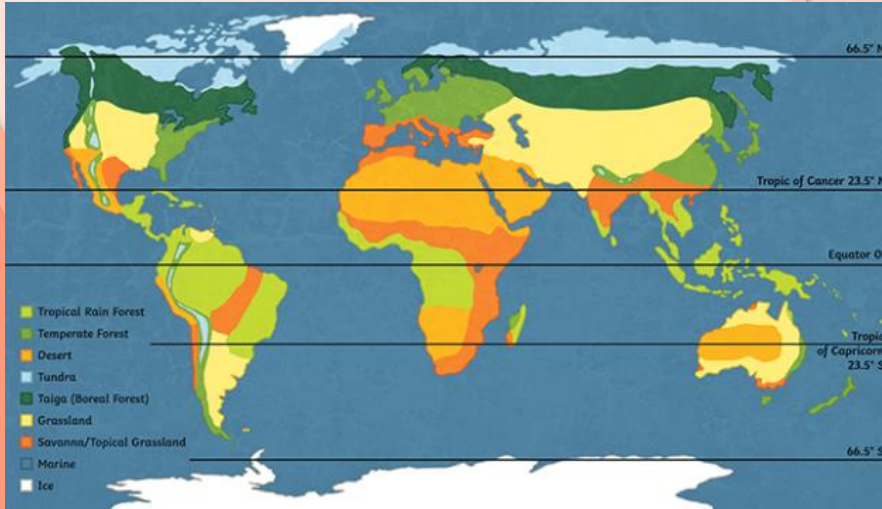 66.5° N
Tropic of Cancer 23.5° N
Equator 0
Tropic
of Capricorn
23.5° S
66.5° S
Tropical Rain Forest
Temperate Forest
Desert
Tundra
Taiga (Boreal Forest)
Grassland
Savanna/Topical Grassland
Marine
Ice